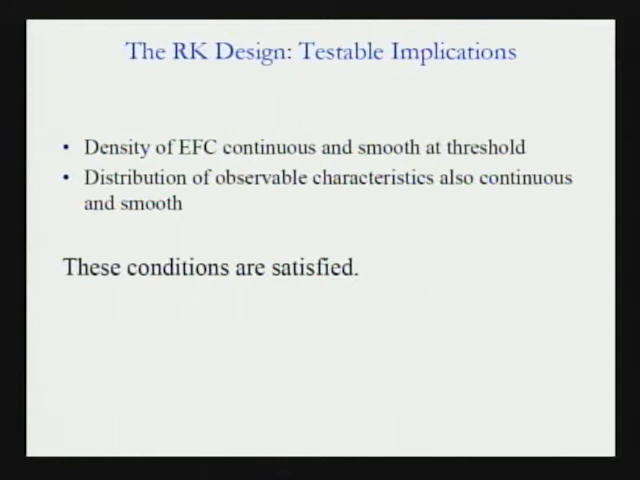 The RK Design: Testable Implications
• Density of EFC continuous and smooth at threshold
• Distribution of observable characteristics also continuous
and smooth
These conditions are satisfied.